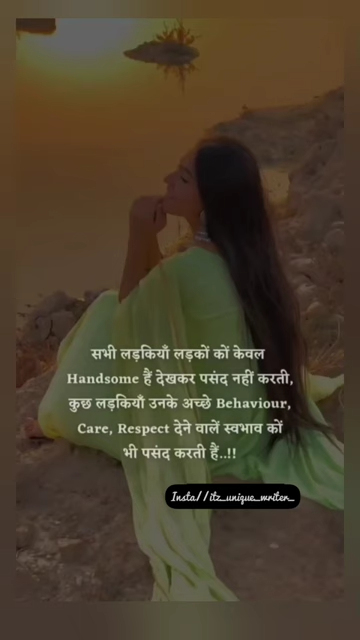 सभी लड़कियाँ लड़कों कों केवल
Handsome हैं देखकर पसंद नहीं करती,
कुछ लड़कियाँ उनके अच्छे Behaviour,
Care, Respect देने वालें स्वभाव कों
भी पसंद करती हैं..!!
Insta//itz_unique_writer_